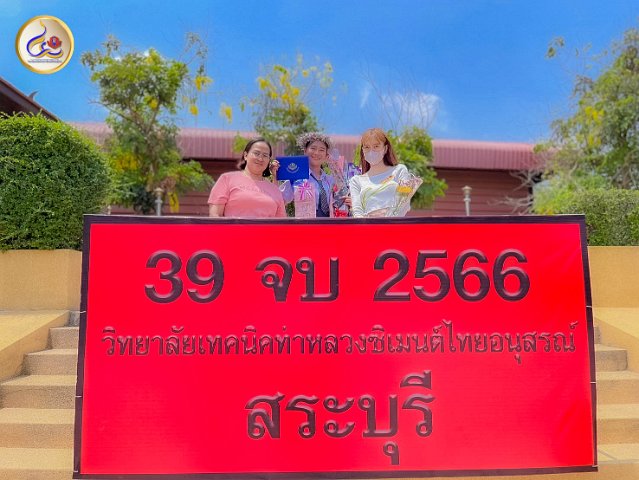 39 จบ 2566
วิทยาลัยเทคนิคท่าหลวงซิเมนต์ไทยอนุสรณ์
สระบุรี